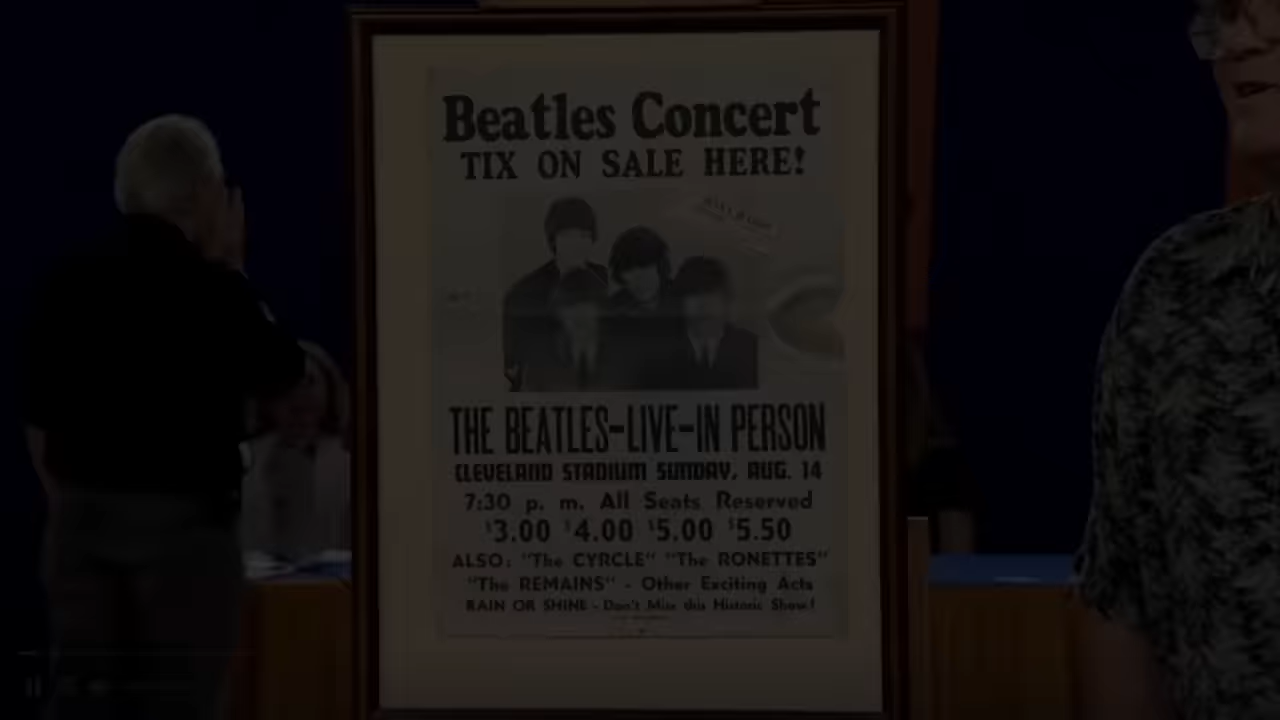 Beatles Concert
TIX ON SALE HERE!
THE BEATLES-LIVE-IN PERSON
CLEVELAND STADIUM SUNDAY, AUG. 14
7:30 p. m. All Seats Reserved
$3.00 $4.00 $5.00 $5.50
ALSO: "The CYRCLE" "The RONETTES"
"The REMAINS" - Other Exciting Acts
RAIN OR SHINE - Don't Miss this Historic Show!